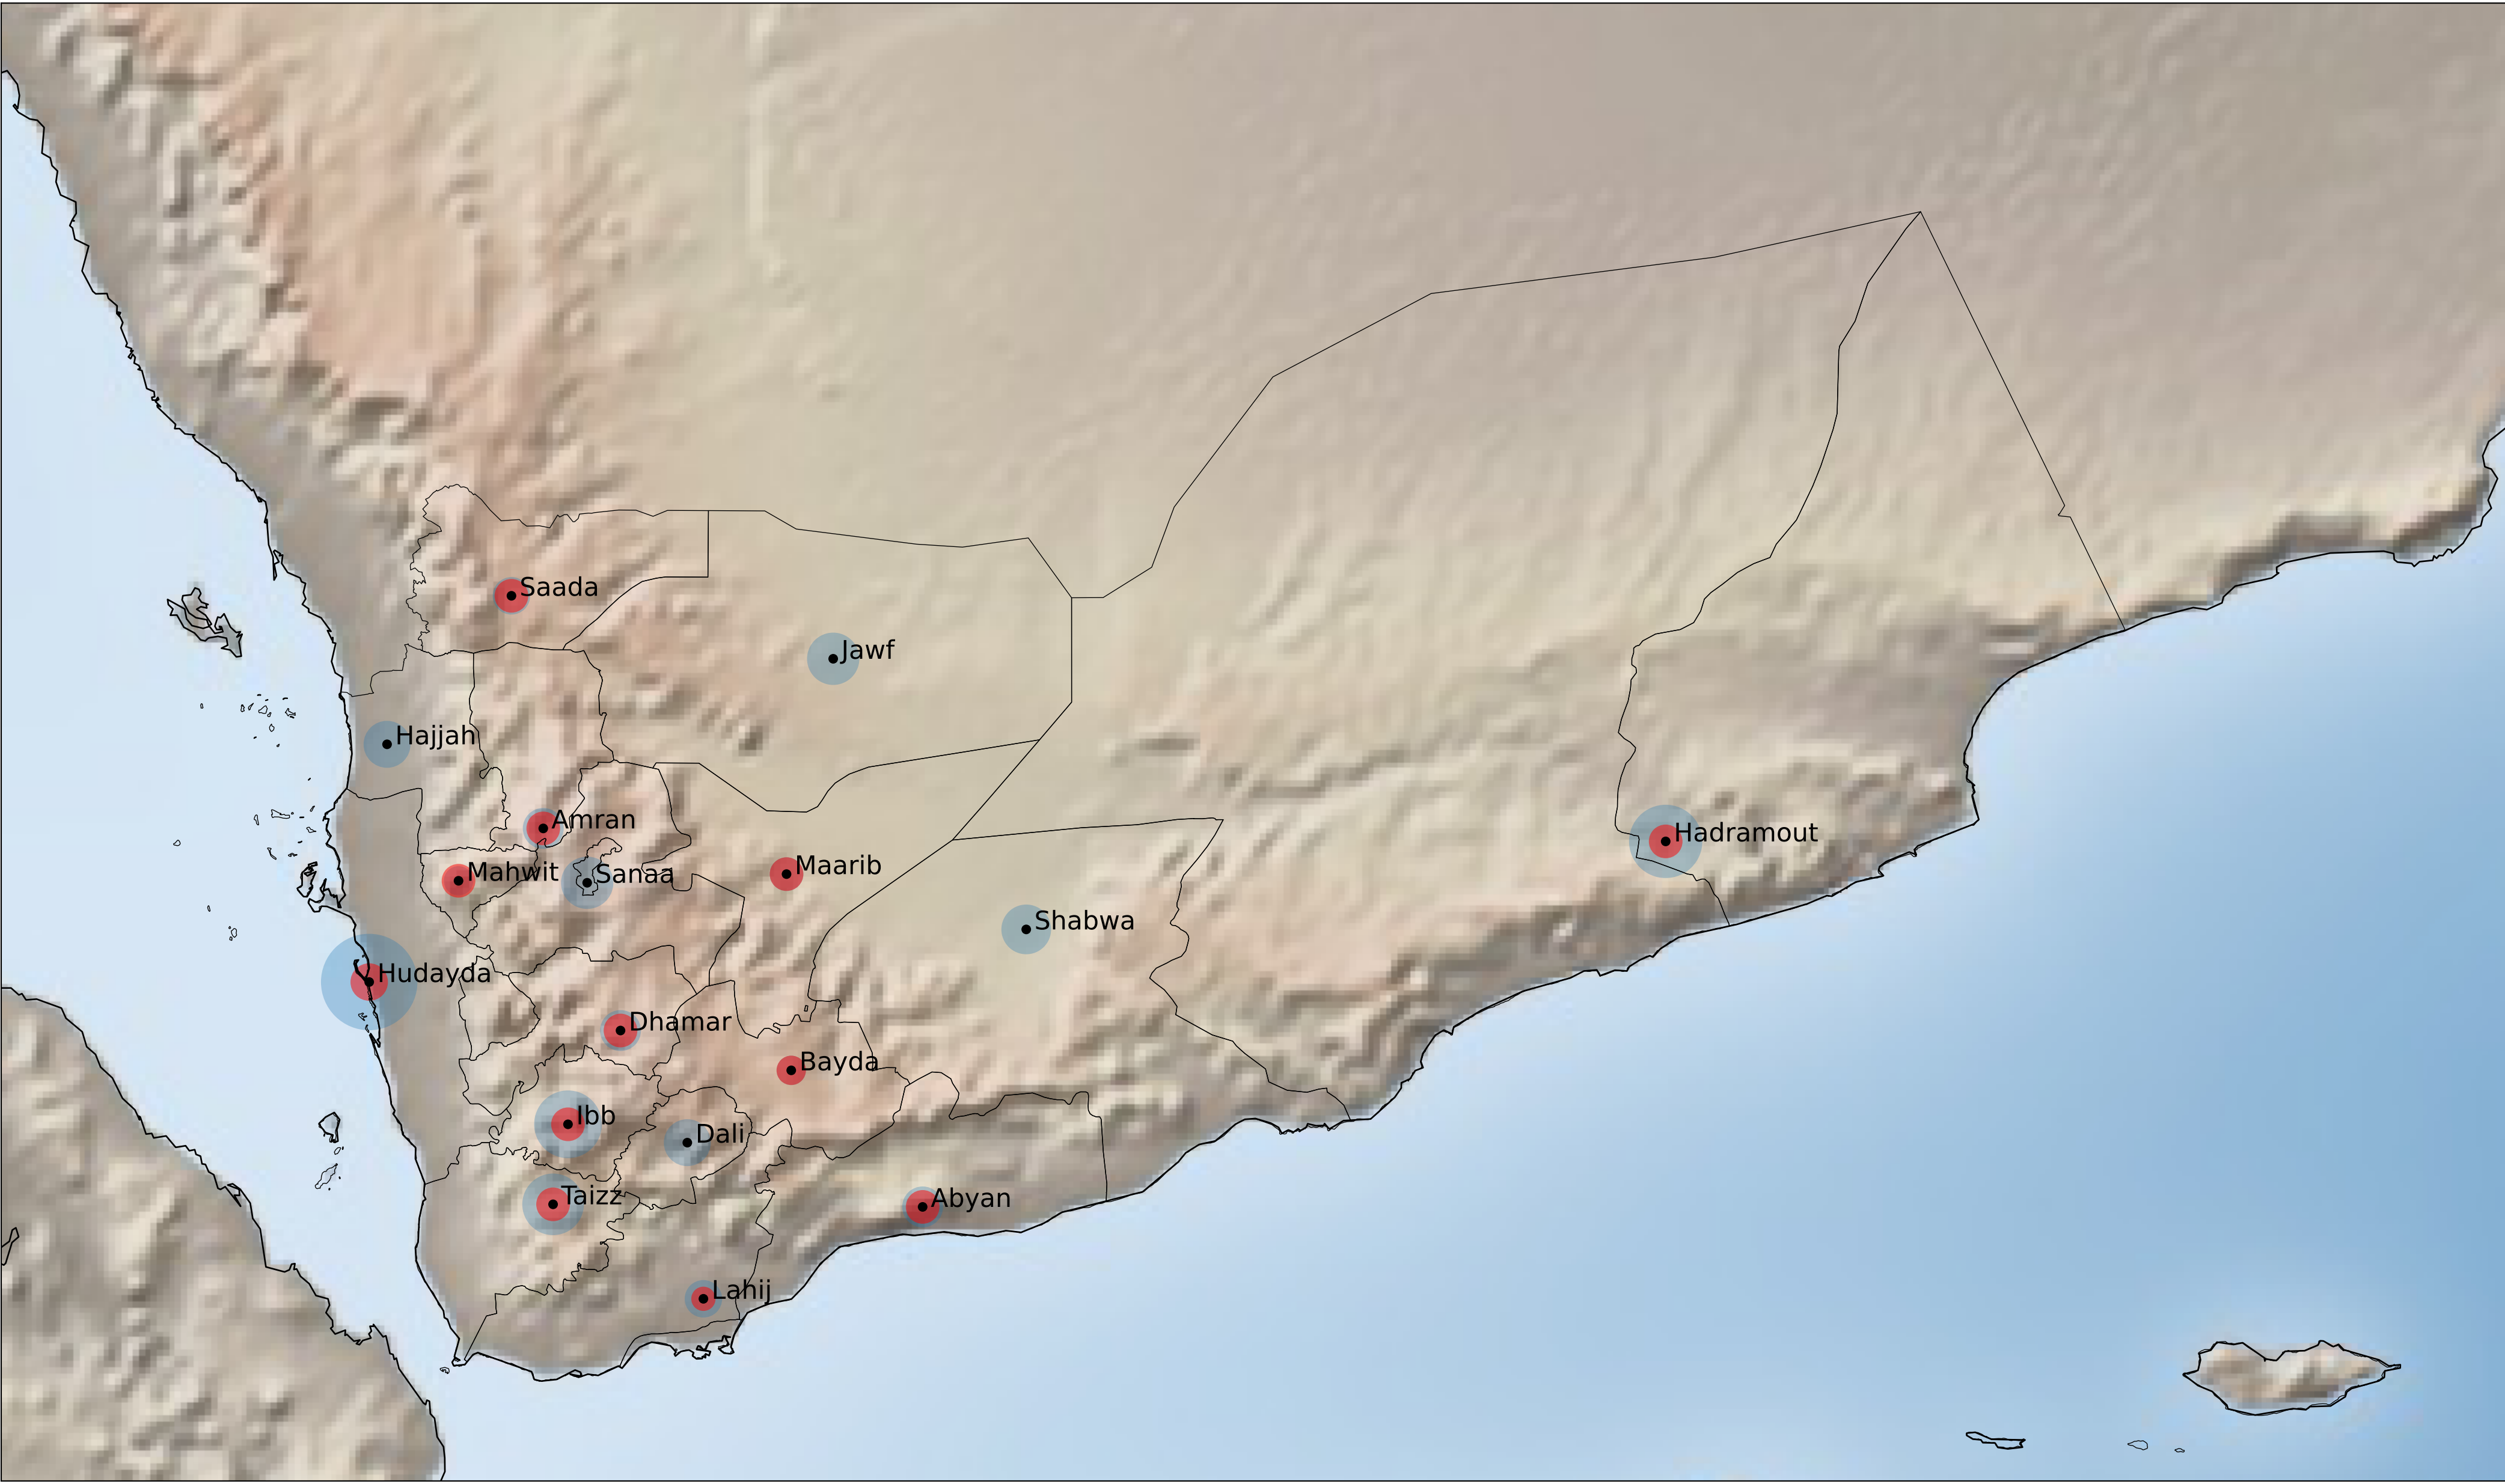 Saada
Jawf
Hajjah
Amran
Hadramout
Maarib
Mahwit
Sanaa
Shabwa
Hudayda
Dhamar
Bayda
Ibb
Dali
Taizz
Abyan
Lahij